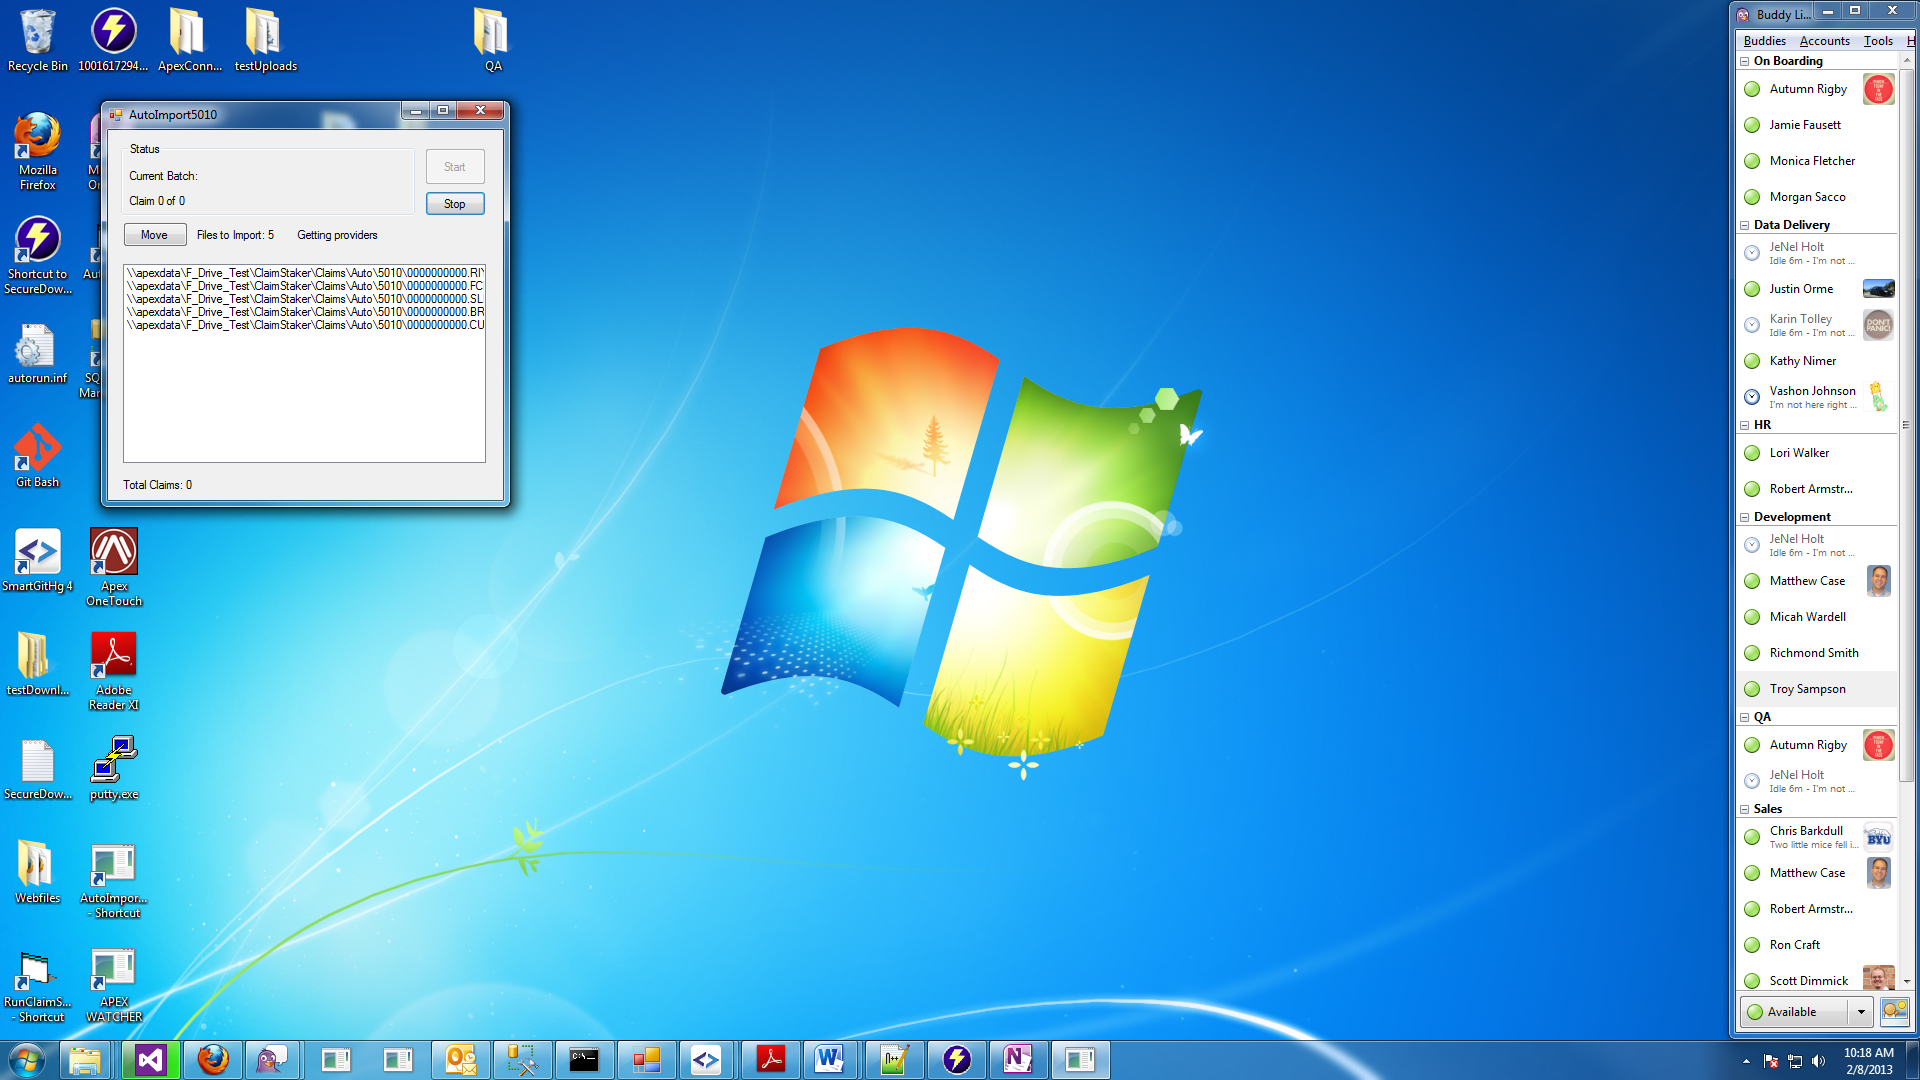 Recycle Bin
1001617294...
ApexConn...
testUploads
QA
Mozilla
Firefox
Shortcut to
SecureDow...
autorun.inf
Git Bash
SmartGitHg 4
Apex
OneTouch
testDownl...
Adobe
Reader XI
SecureDow...
putty.exe
Webfiles
AutoImpor...
- Shortcut
RunClaimS...
- Shortcut
APEX
WATCHER
AutoImport5010
Status
Current Batch:
Claim 0 of 0
Start
Stop
Move
Files to Import: 5
Getting providers
\\apexdata\F_Drive_Test\ClaimStaker\Claims\Auto\5010\0000000000.RI
\\apexdata\F_Drive_Test\ClaimStaker\Claims\Auto\5010\0000000000.FC
\\apexdata\F_Drive_Test\ClaimStaker\Claims\Auto\5010\0000000000.SL
\\apexdata\F_Drive_Test\ClaimStaker\Claims\Auto\5010\0000000000.BR
\\apexdata\F_Drive_Test\ClaimStaker\Claims\Auto\5010\0000000000.CU
Total Claims: 0
Buddy Li...
Buddies Accounts Tools H
On Boarding
Autumn Rigby
Jamie Fausett
Monica Fletcher
Morgan Sacco
Data Delivery
JeNel Holt
Idle 6m - I'm not ...
Justin Orme
Karin Tolley
Idle 6m - I'm not ...
DON'T
PANIC!
Kathy Nimer
Vashon Johnson
I'm not here right ...
HR
Lori Walker
Robert Armstr...
Development
JeNel Holt
Idle 6m - I'm not ...
Matthew Case
Micah Wardell
Richmond Smith
Troy Sampson
QA
Autumn Rigby
JeNel Holt
Idle 6m - I'm not ...
Sales
Chris Barkdull
Two little mice fell i...
BYU
Matthew Case
Robert Armstr...
Ron Craft
Scott Dimmick
Available
10:18 AM
2/8/2013